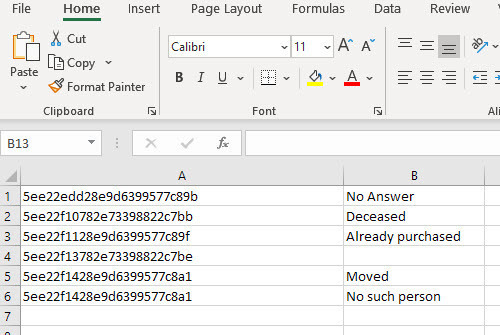 File Home Insert Page Layout Formulas Data Review
Cut
Copy
Paste
Format Painter
Clipboard
Calibri 11 A A
B I U A
Font
Ali
B13 fx
A B
1 5ee22edd28e9d6399577c89b No Answer
2 5ee22f10782e73398822c7bb Deceased
3 5ee22f1128e9d6399577c89f Already purchased
4 5ee22f13782e73398822c7be
5 5ee22f1428e9d6399577c8a1 Moved
6 5ee22f1428e9d6399577c8a1 No such person
7
8